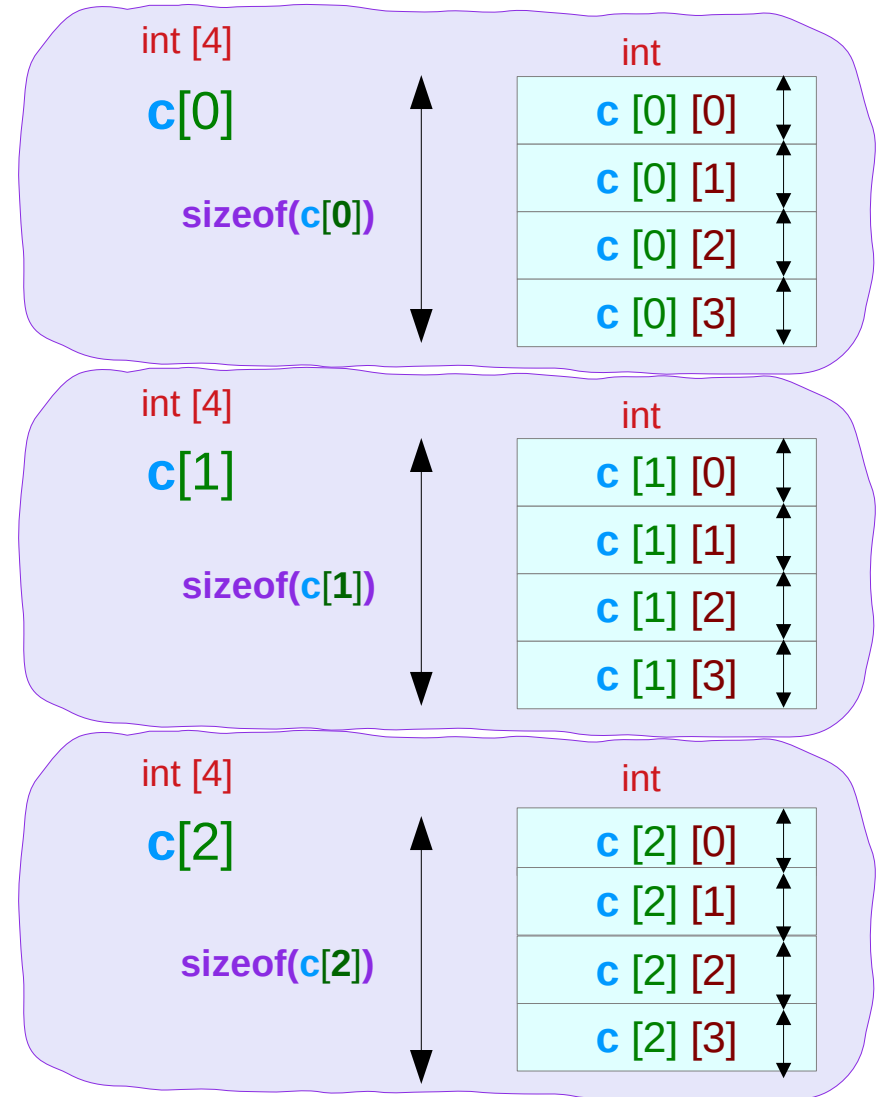 int [4]
int
c[0]
sizeof(c[0])
c [0] [0]
c [0] [1]
c [0] [2]
c [0] [3]
int [4]
int
c[1]
sizeof(c[1])
c [1] [0]
c [1] [1]
c [1] [2]
c [1] [3]
int [4]
int
c[2]
sizeof(c[2])
c [2] [0]
c [2] [1]
c [2] [2]
c [2] [3]